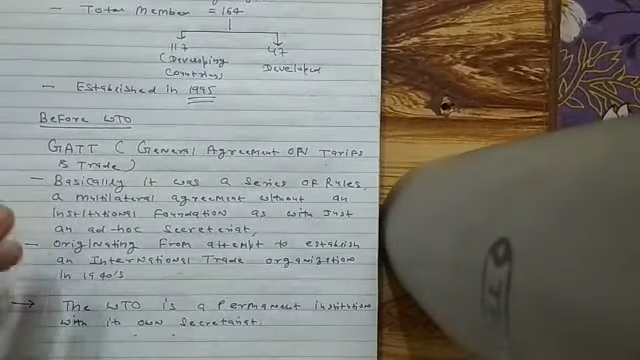 - Total Member = 164
117 47
(Developing Developed
Countries)
- Established in 1995
Before WTO
GATT ( General Agreement ON Tarifs
& Trade)
- Basically it was a Series OF Rules,
a multilateral agreement without an
Institutional Foundation as with Just
an ad-hoc Secreteriat,
- Originating From attempt to establish
an International Trade organization
in 1940's
→ The WTO is a Permanent institution
with its own Secretariat.